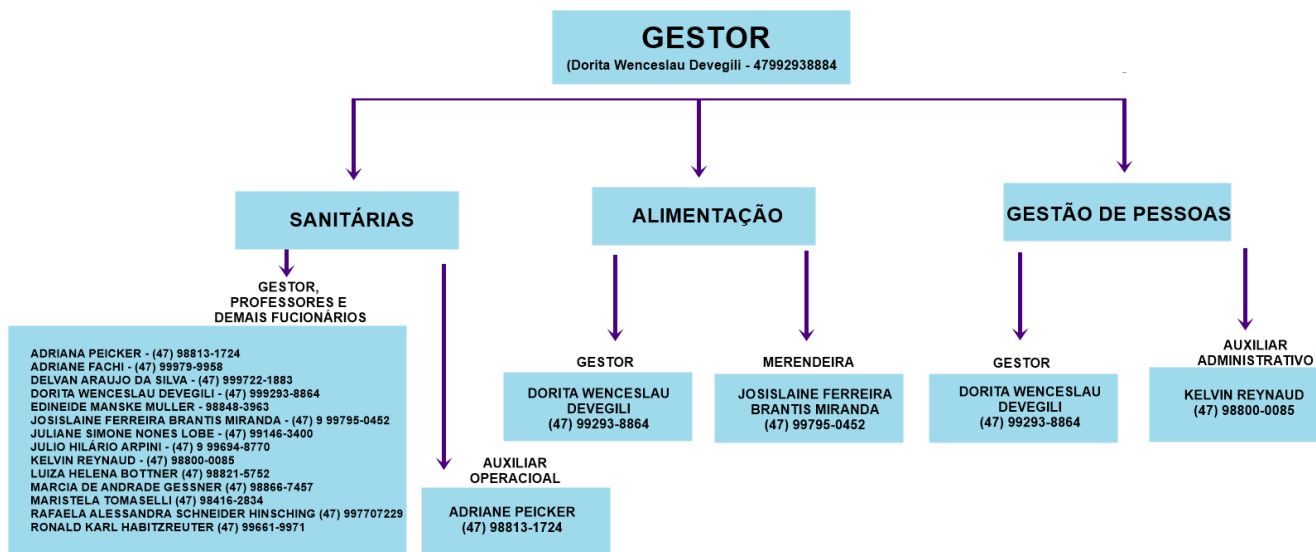 GESTOR
(Dorita Wenceslau Devegili - 47992938884
SANITÁRIAS
ALIMENTAÇÃO
GESTÃO DE PESSOAS
GESTOR,
PROFESSORES E
DEMAIS FUCIONÁRIOS
ADRIANA PEICKER - (47) 98813-1724
ADRIANE FACHI - (47) 99979-9958
DELVAN ARAUJO DA SILVA - (47) 999722-1883
DORITA WENCESLAU DEVEGILI - (47) 999293-8864
EDINEIDE MANSKE MULLER - 98848-3963
JOSISLAINE FERREIRA BRANTIS MIRANDA - (47) 9 99795-0452
JULIANE SIMONE NONES LOBE - (47) 99146-3400
JULIO HILÁRIO ARPINI - (47) 9 99694-8770
KELVIN REYNAUD - (47) 98800-0085
LUIZA HELENA BOTTNER (47) 98821-5752
MARCIA DE ANDRADE GESSNER (47) 98866-7457
MARISTELA TOMASELLI (47) 98416-2834
RAFAELA ALESSANDRA SCHNEIDER HINSCHING (47) 997707229
RONALD KARL HABITZREUTER (47) 99661-9971
AUXILIAR
OPERACIOAL
ADRIANE PEICKER
(47) 98813-1724
GESTOR
DORITA WENCESLAU
DEVEGILI
(47) 99293-8864
MERENDEIRA
JOSISLAINE FERREIRA
BRANTIS MIRANDA
(47) 99795-0452
GESTOR
DORITA WENCESLAU
DEVEGILI
(47) 99293-8864
AUXILIAR
ADMINISTRATIVO
KELVIN REYNAUD
(47) 98800-0085